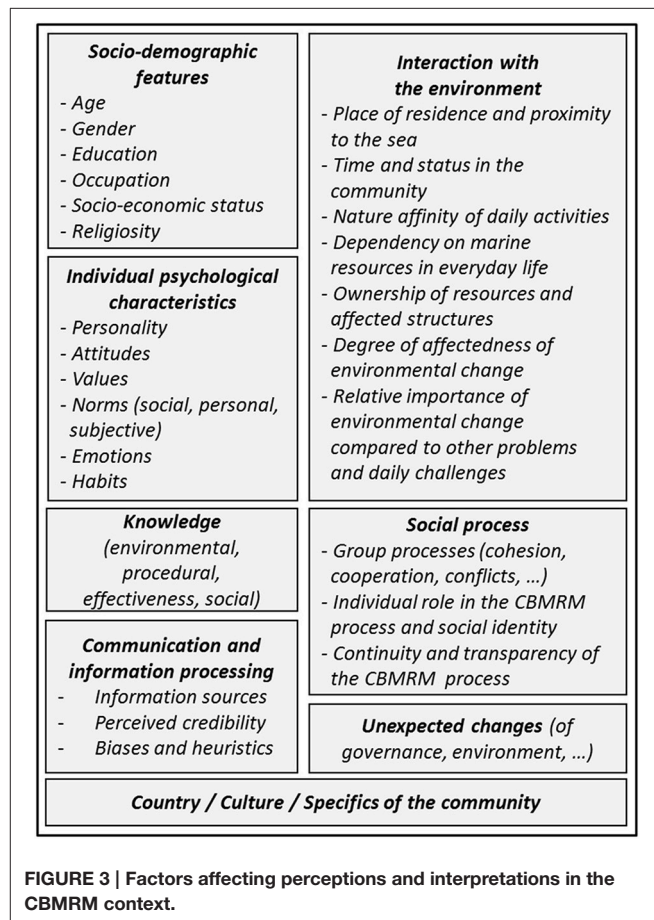 Socio-demographic
features
- Age
- Gender
- Education
- Occupation
- Socio-economic status
- Religiosity
Individual psychological
characteristics
- Personality
- Attitudes
- Values
- Norms (social, personal,
subjective)
- Emotions
- Habits
Knowledge
(environmental,
procedural,
effectiveness, social)
Communication and
information processing
- Information sources
- Perceived credibility
- Biases and heuristics
Interaction with
the environment
- Place of residence and proximity
to the sea
- Time and status in the
community
- Nature affinity of daily activities
- Dependency on marine
resources in everyday life
- Ownership of resources and
affected structures
- Degree of affectedness of
environmental change
- Relative importance of
environmental change
compared to other problems
and daily challenges
Social process
- Group processes (cohesion,
cooperation, conflicts, ...)
- Individual role in the CBMRM
process and social identity
- Continuity and transparency of
the CBMRM process
Unexpected changes (of
governance, environment, ...)
Country / Culture / Specifics of the community
FIGURE 3 | Factors affecting perceptions and interpretations in the
CBMRM context.